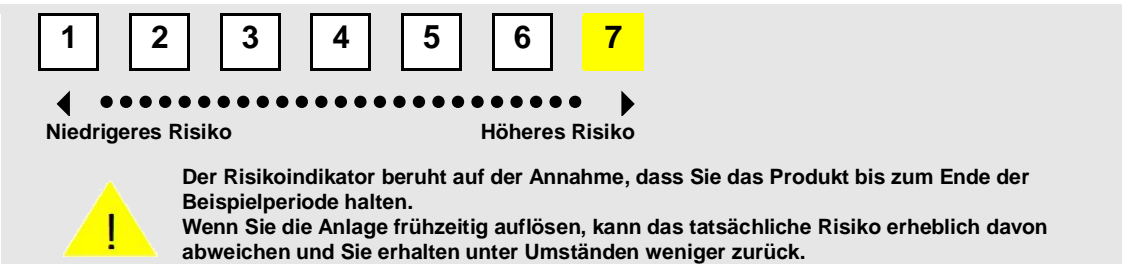 1 2 3 4 5 6 7
Niedrigeres Risiko Höheres Risiko
Der Risikoindikator beruht auf der Annahme, dass Sie das Produkt bis zum Ende der
Beispielperiode halten.
Wenn Sie die Anlage frühzeitig auflösen, kann das tatsächliche Risiko erheblich davon
abweichen und Sie erhalten unter Umständen weniger zurück.
!